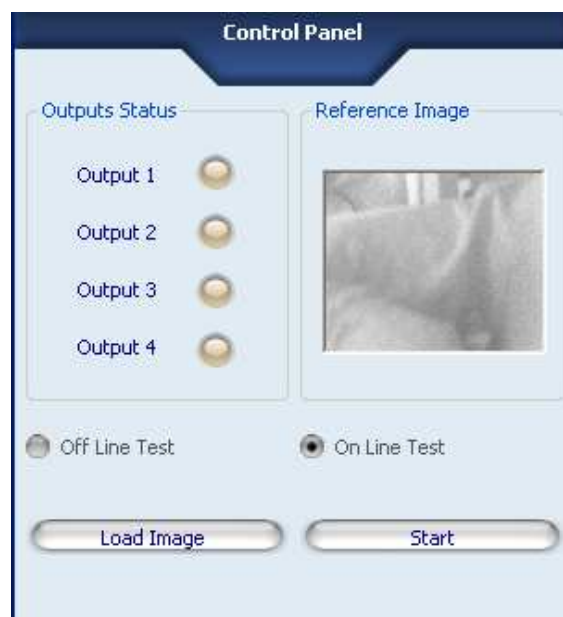 Control Panel
Outputs Status
Output 1
Output 2
Output 3
Output 4
Reference Image
Off Line Test
On Line Test
Load Image
Start